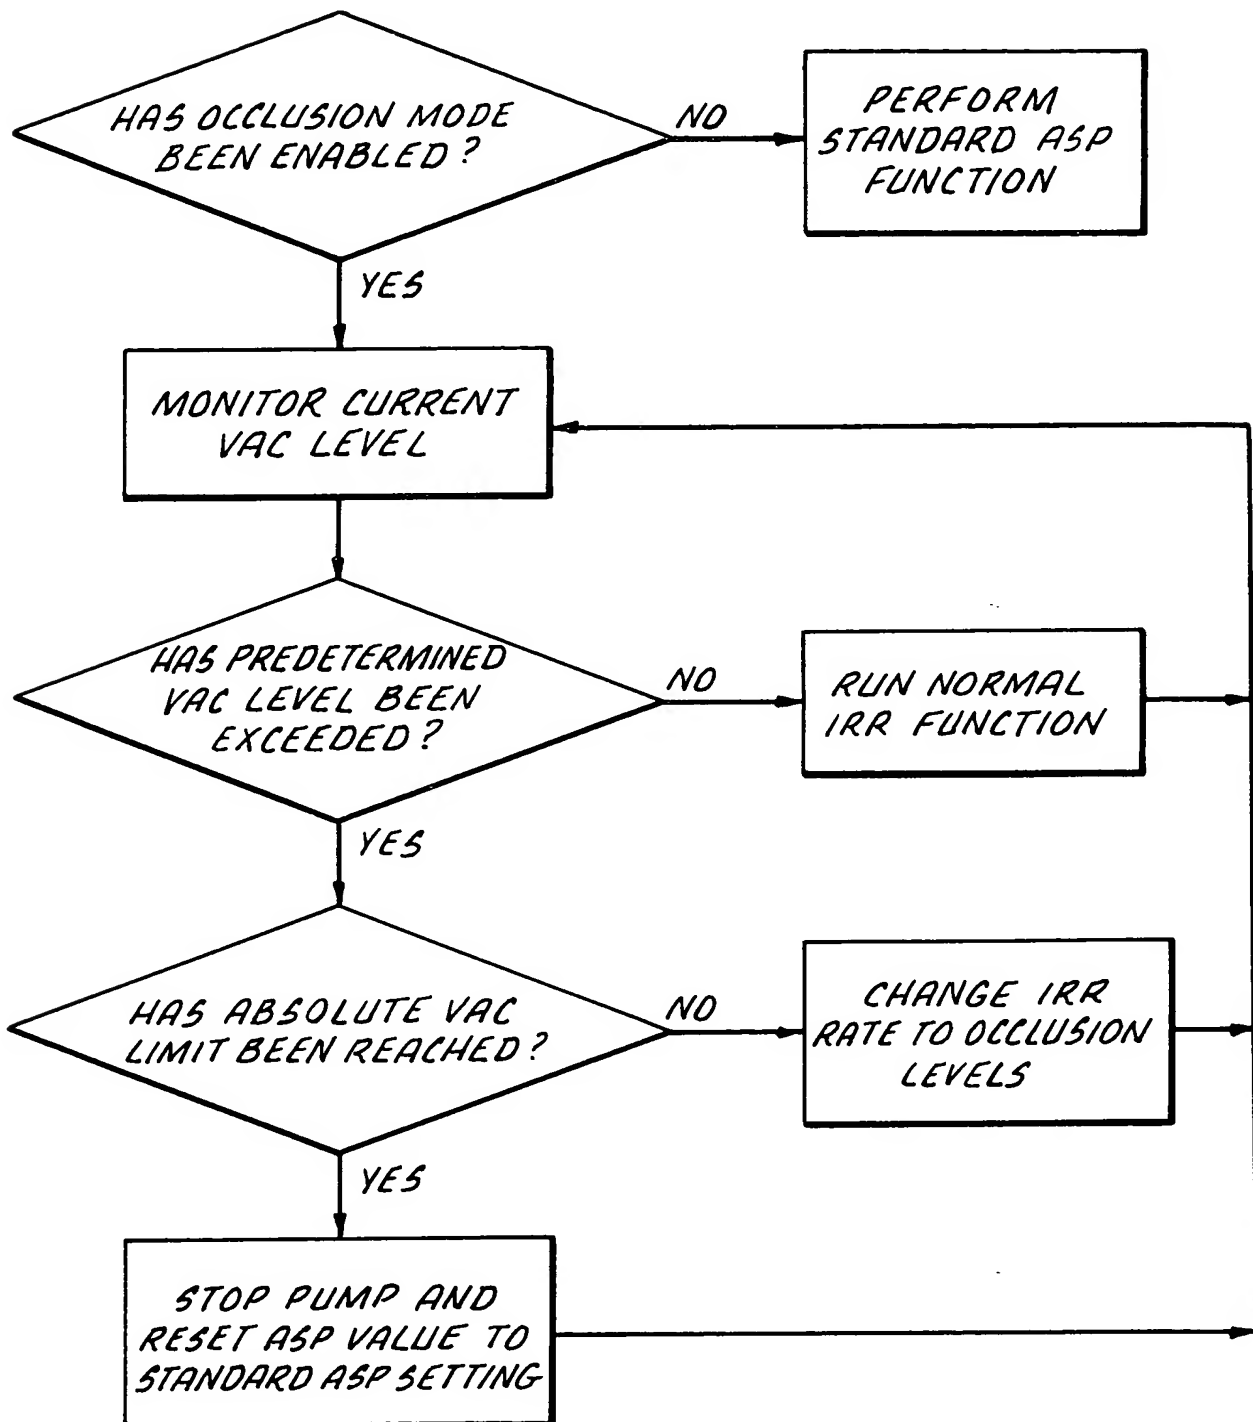 HAS OCCLUSION MODE
BEEN ENABLED?
NO
PERFORM
STANDARD ASP
FUNCTION
YES
MONITOR CURRENT
VAC LEVEL
HAS PREDETERMINED
VAC LEVEL BEEN
EXCEEDED?
NO
RUN NORMAL
IRR FUNCTION
YES
HAS ABSOLUTE VAC
LIMIT BEEN REACHED?
NO
CHANGE IRR
RATE TO OCCLUSION
LEVELS
YES
STOP PUMP AND
RESET ASP VALUE TO
STANDARD ASP SETTING